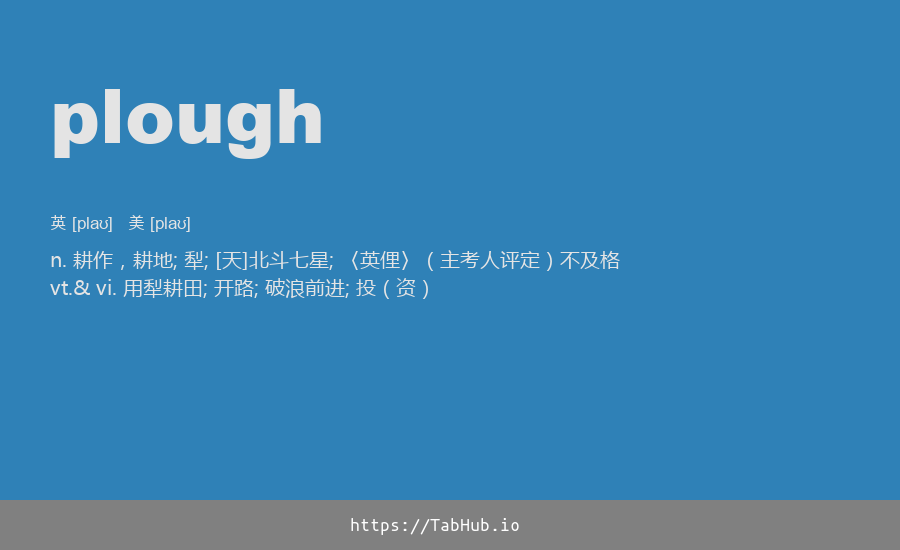 plough
英 [plaʊ] 美 [plaʊ]
n. 耕作，耕地; 犁; [天]北斗七星; 〈英俚〉（主考人评定）不及格
vt.& vi. 用犁耕田; 开路; 破浪前进; 投（资）
https://TabHub.io